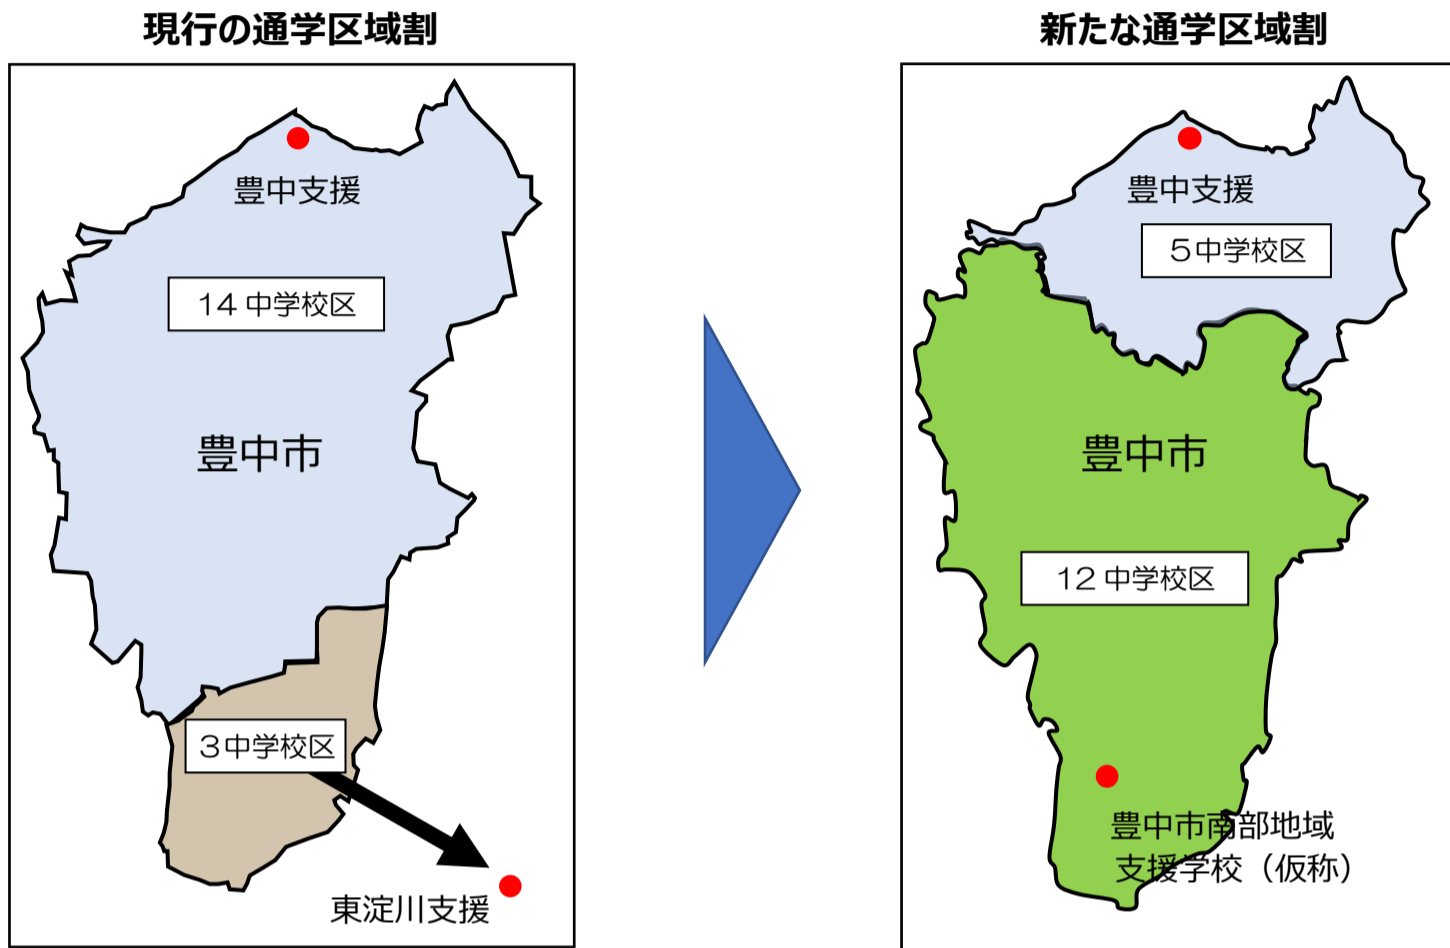 現行の通学区域割
豊中支援
14 中学校区
豊中市
3中学校区
東淀川支援
新たな通学区域割
豊中支援
5中学校区
豊中市
12 中学校区
豊中市南部地域
支援学校（仮称）